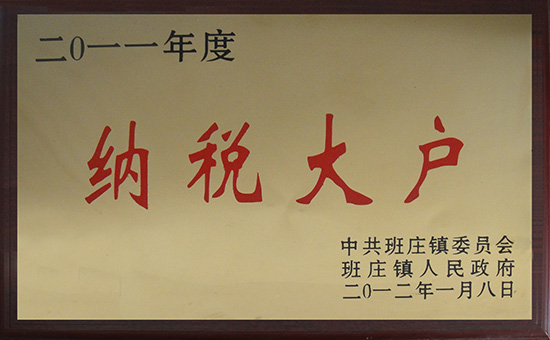 二0一一年度
纳税大户
中共班庄镇委员会
班庄镇人民政府
二0一二年一月八日